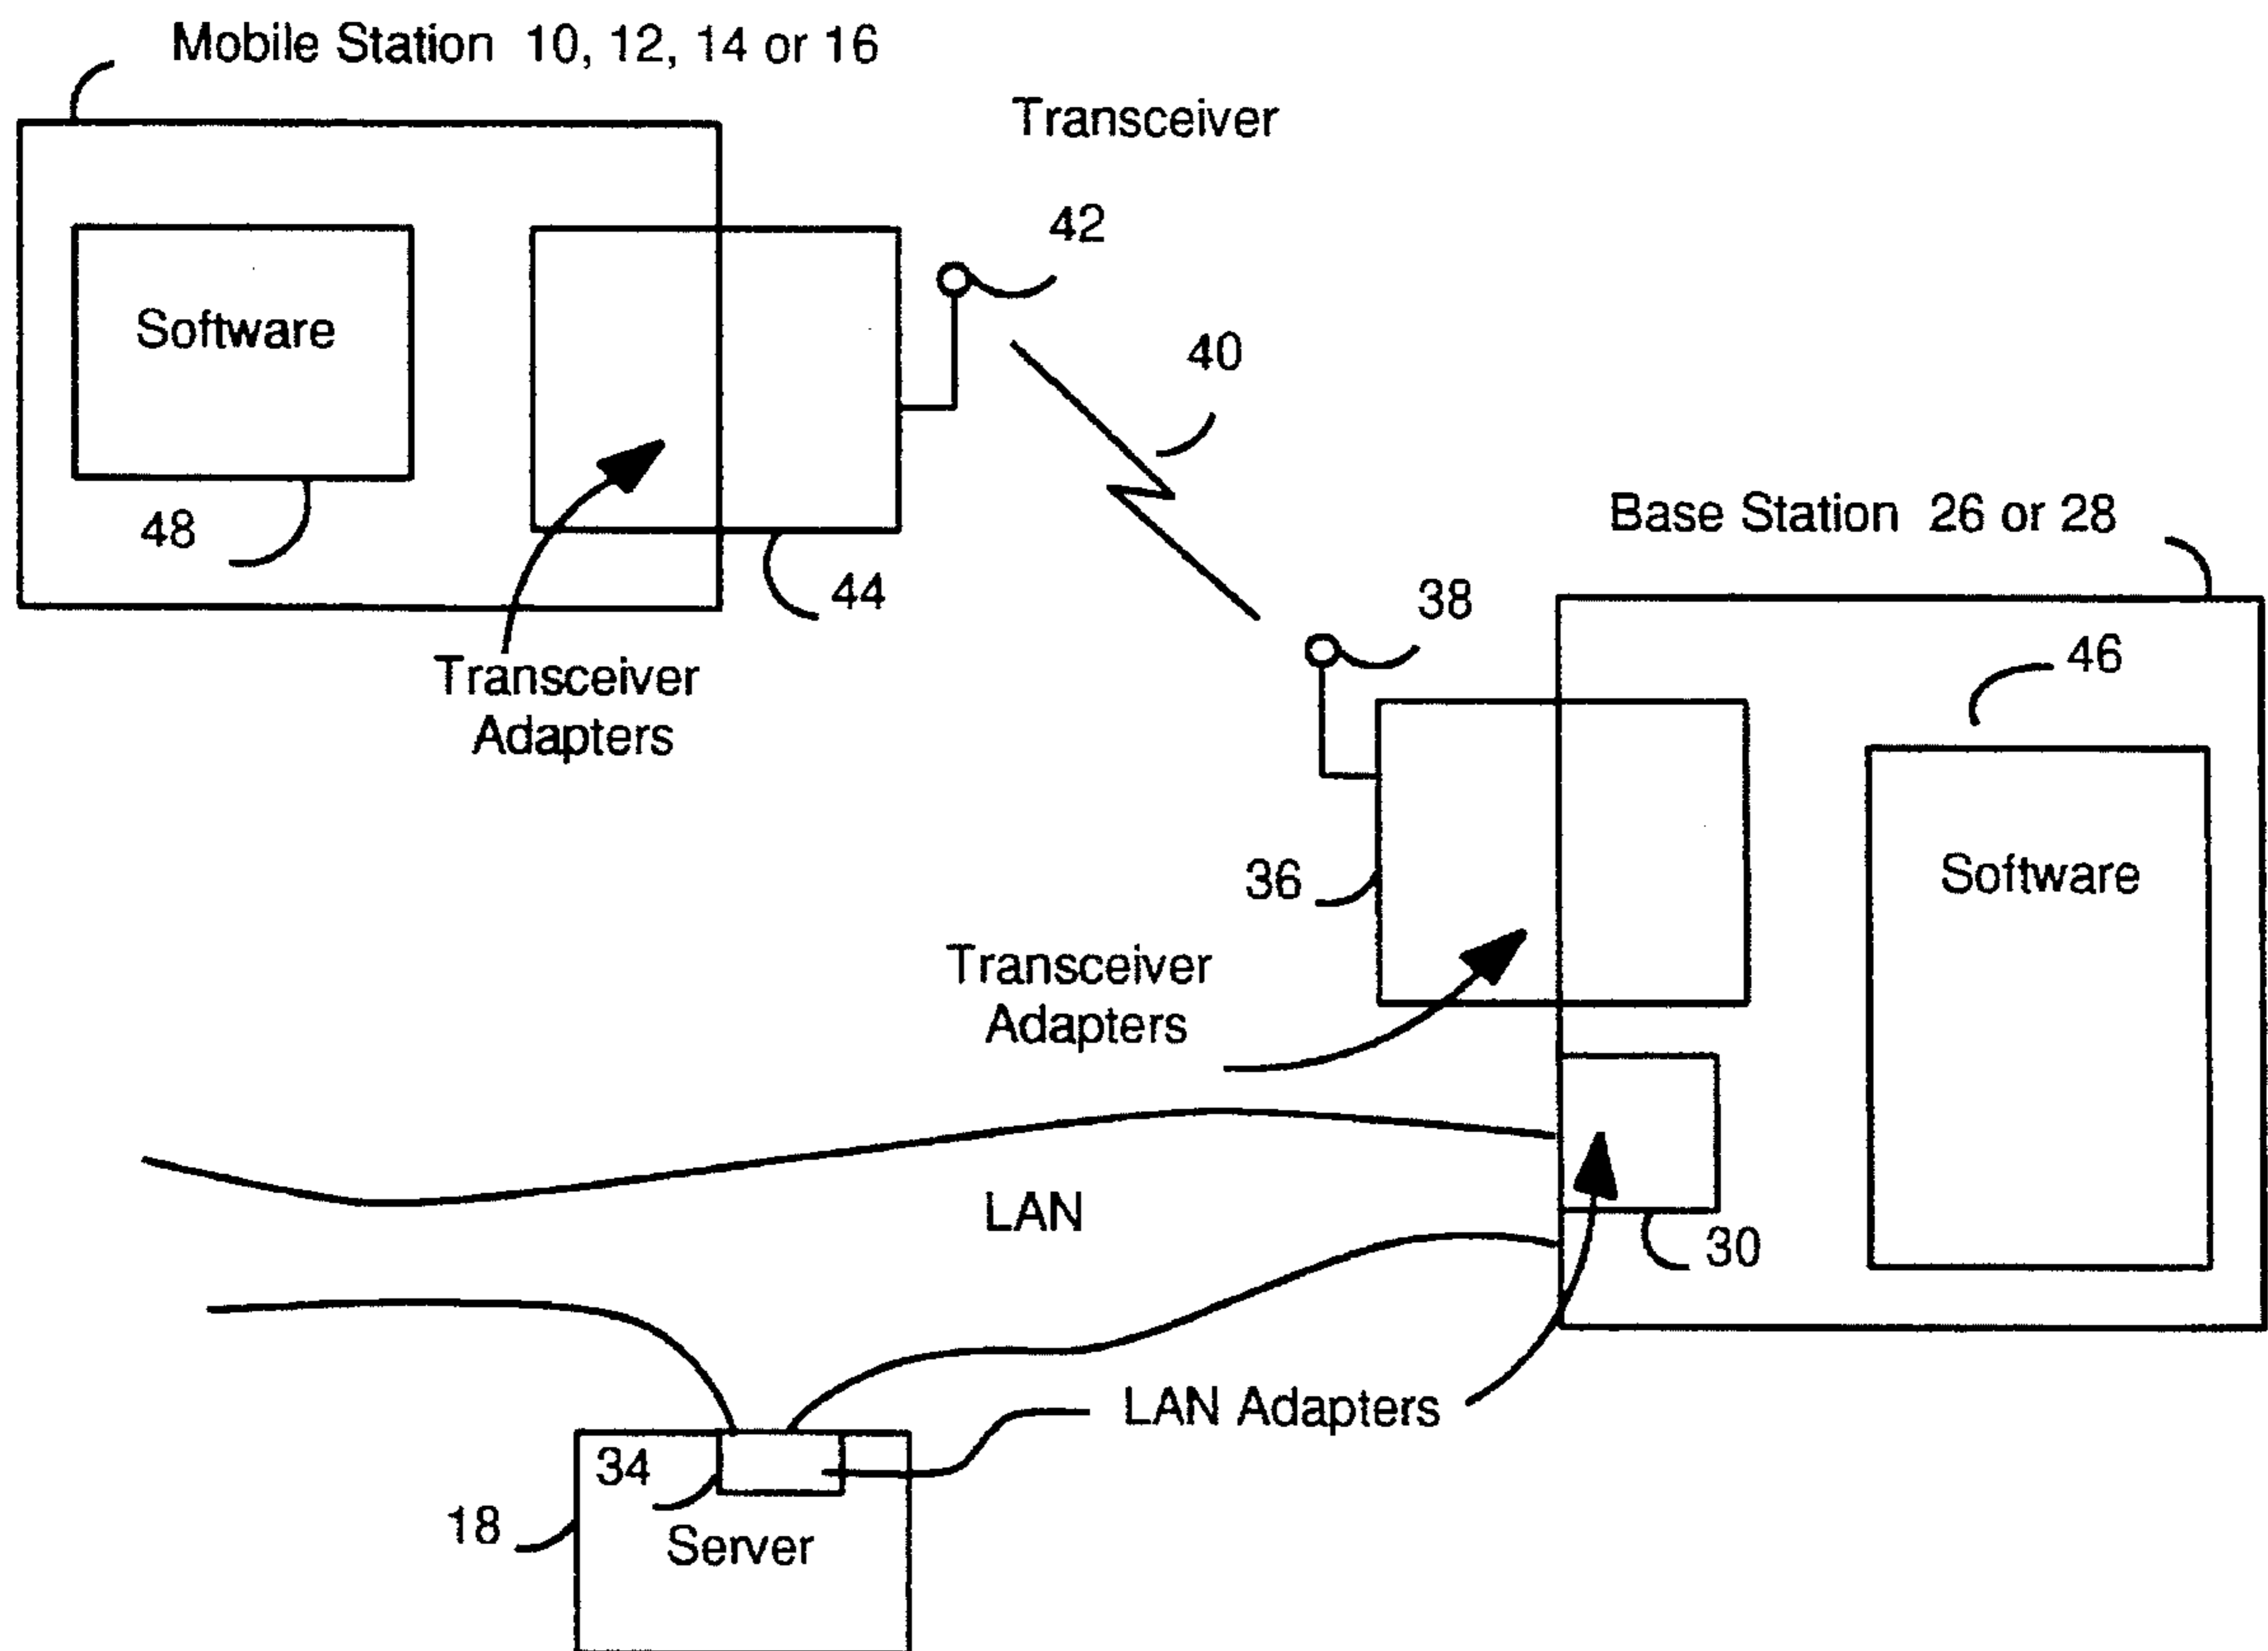 Mobile Station 10, 12, 14 or 16
Transceiver
42
Software
40
48
44
Base Station 26 or 28
38
46
Transceiver
Adapters
36
Software
Transceiver
Adapters
LAN
30
LAN Adapters
34
18
Server